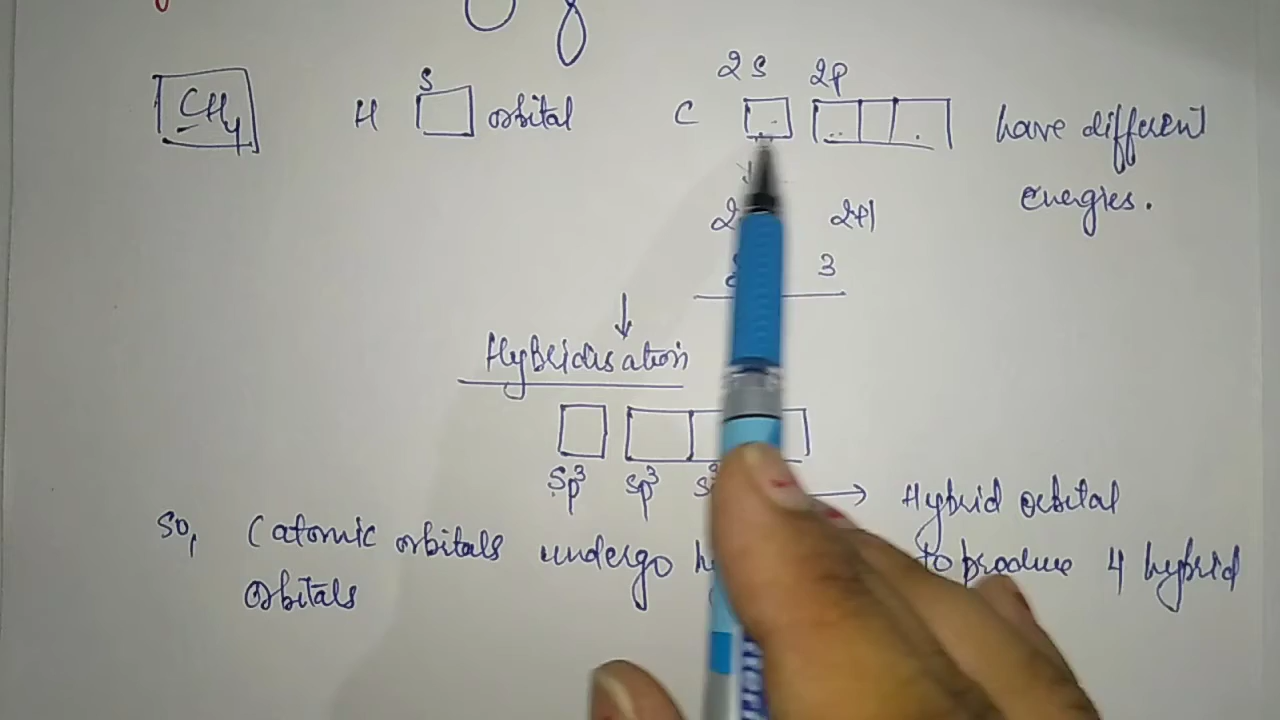 CH4 H S orbital C 2s 2p have different
energies.
2p
3
Hybridisation
sp³ sp³
Hybrid orbital
So, C atomic orbitals undergo to produce 4 hybrid
orbitals